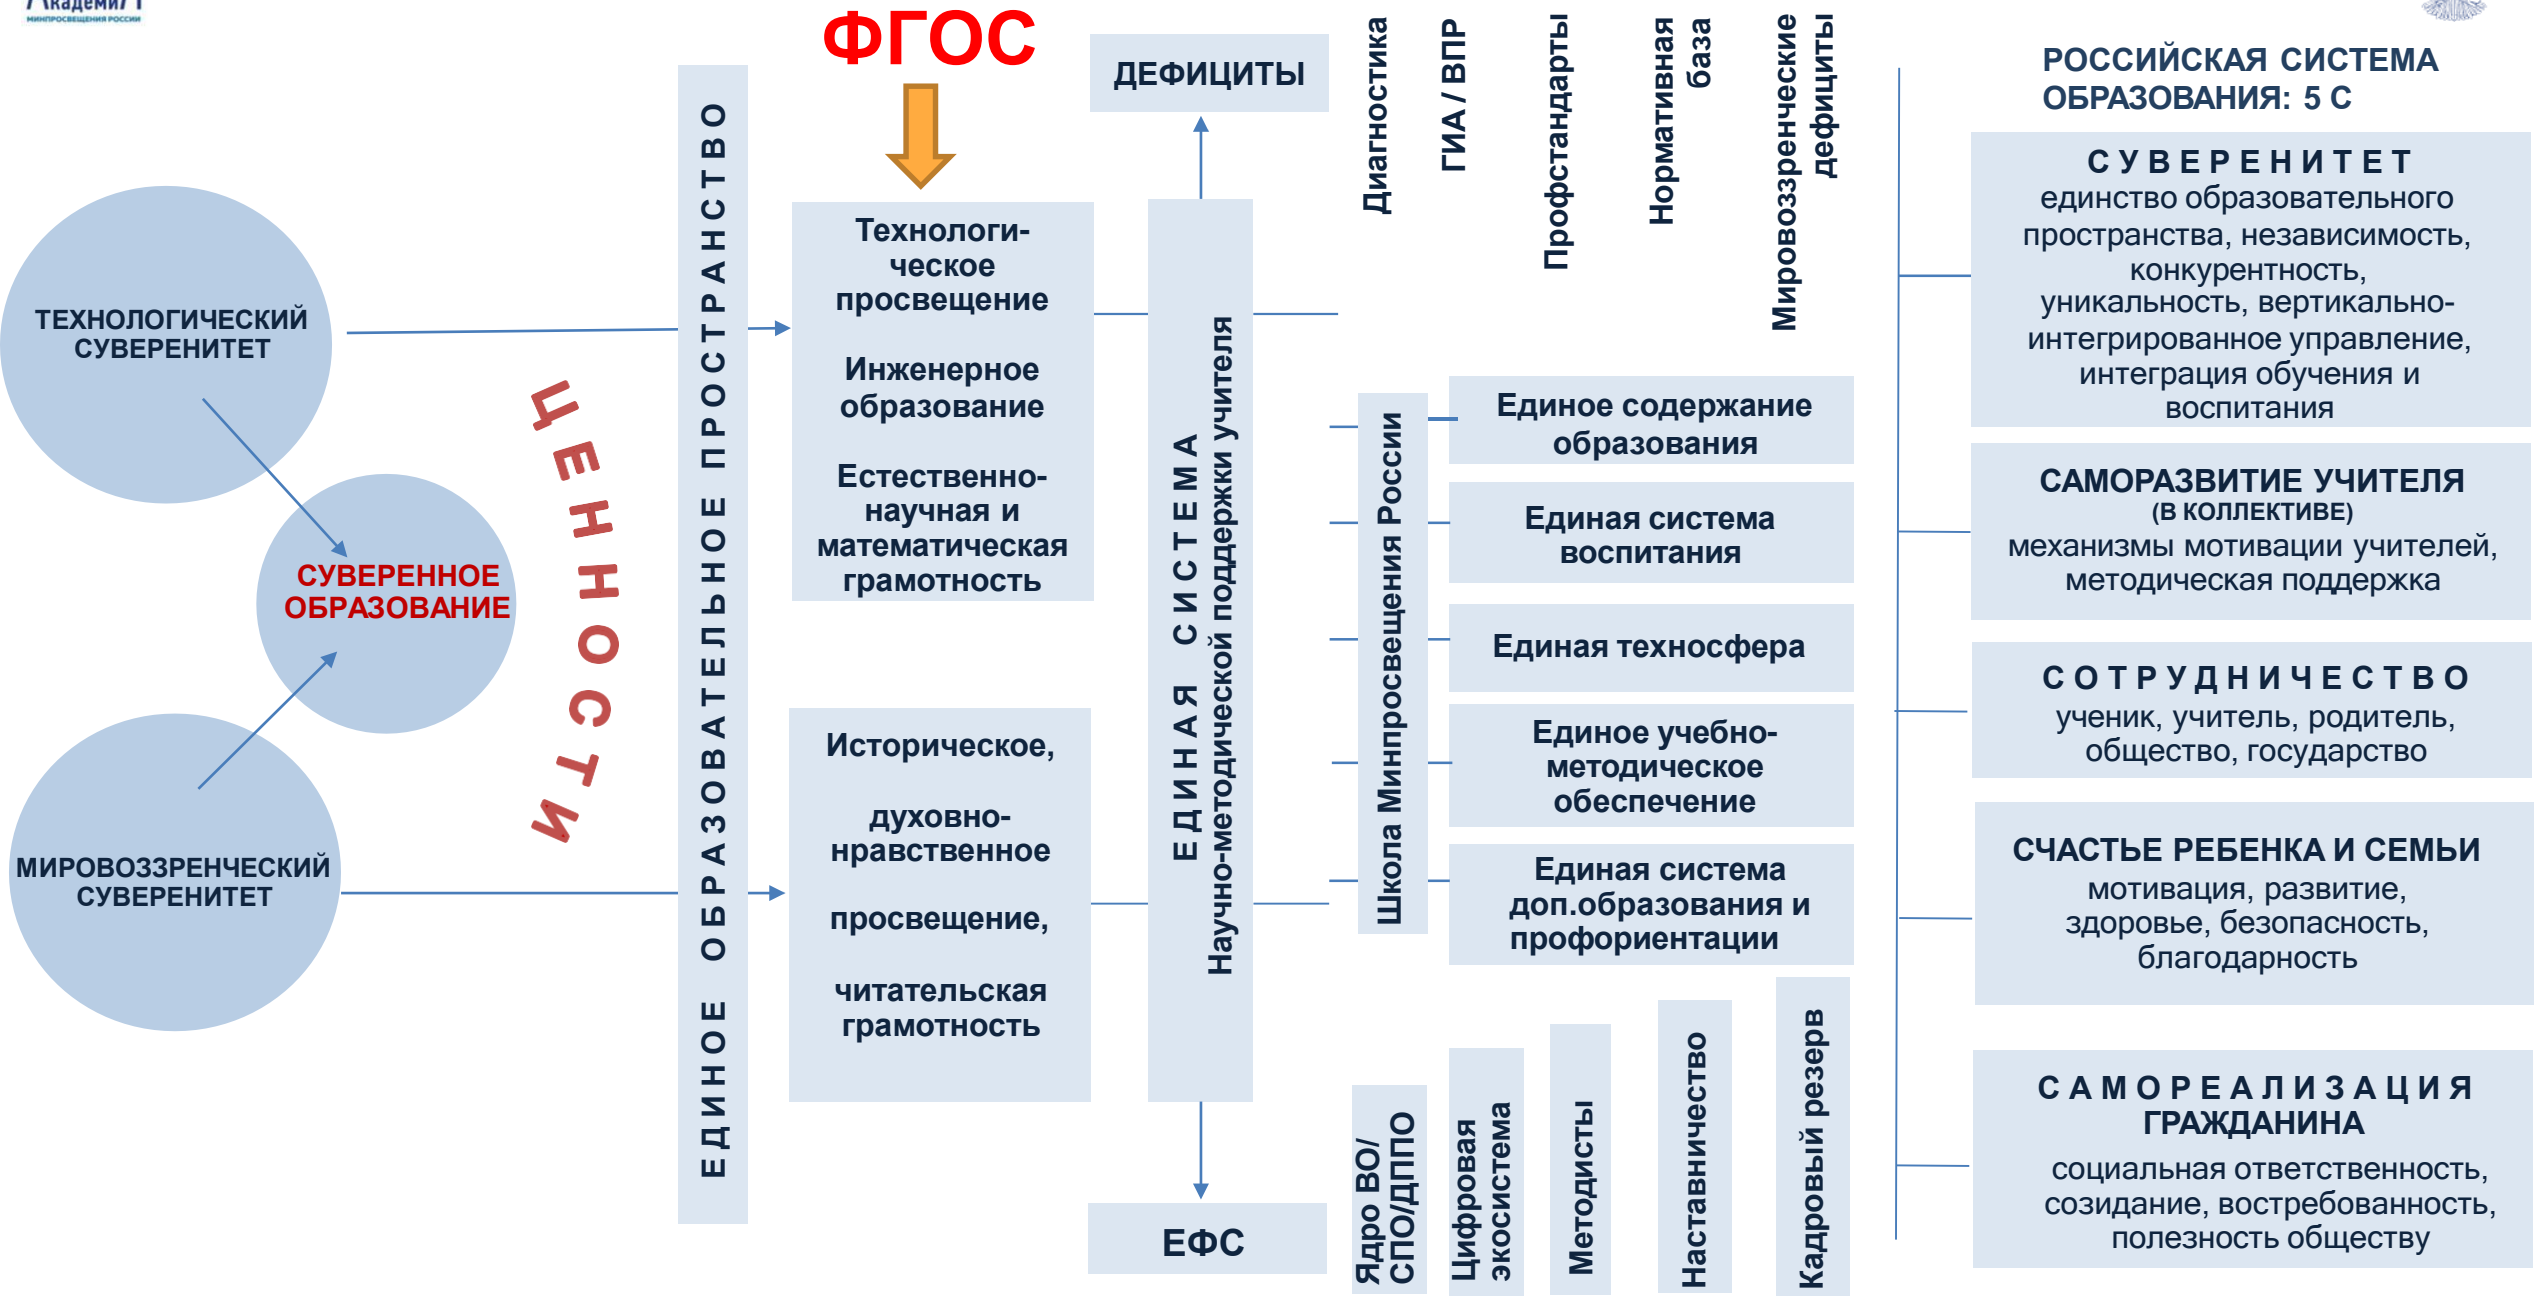 АкадемиЯ
МИНПРОСВЕЩЕНИЯ РОССИИ
ТЕХНОЛОГИЧЕСКИЙ
СУВЕРЕНИТЕТ
СУВЕРЕННОЕ
ОБРАЗОВАНИЕ
МИРОВОЗЗРЕНЧЕСКИЙ
СУВЕРЕНИТЕТ
ЦЕННОСТИ
ЕДИНОЕ ОБРАЗОВАТЕЛЬНОЕ ПРОСТРАНСТВО
ФГОС
Технологи-
ческое
просвещение
Инженерное
образование
Естественно-
научная и
математическая
грамотность
Историческое,
духовно-
нравственное
просвещение,
читательская
грамотность
ДЕФИЦИТЫ
ЕДИНАЯ СИСТЕМА
Научно-методической поддержки учителя
ЕФС
Диагностика
ГИА / ВПР
Профстандарты
Нормативная
база
Мировоззренческие
дефициты
Школа Минпросвещения России
Единое содержание
образования
Единая система
воспитания
Единая техносфера
Единое учебно-
методическое
обеспечение
Единая система
доп.образования и
профориентации
Ядро ВО/
СПО/ДППО
Цифровая
экосистема
Методисты
Наставничество
Кадровый резерв
РОССИЙСКАЯ СИСТЕМА
ОБРАЗОВАНИЯ: 5 С
СУВЕРЕНИТЕТ
единство образовательного
пространства, независимость,
конкурентность,
уникальность, вертикально-
интегрированное управление,
интеграция обучения и
воспитания
САМОРАЗВИТИЕ УЧИТЕЛЯ
(В КОЛЛЕКТИВЕ)
механизмы мотивации учителей,
методическая поддержка
СОТРУДНИЧЕСТВО
ученик, учитель, родитель,
общество, государство
СЧАСТЬЕ РЕБЕНКА И СЕМЬИ
мотивация, развитие,
здоровье, безопасность,
благодарность
САМОРЕАЛИЗАЦИЯ
ГРАЖДАНИНА
социальная ответственность,
созидание, востребованность,
полезность обществу